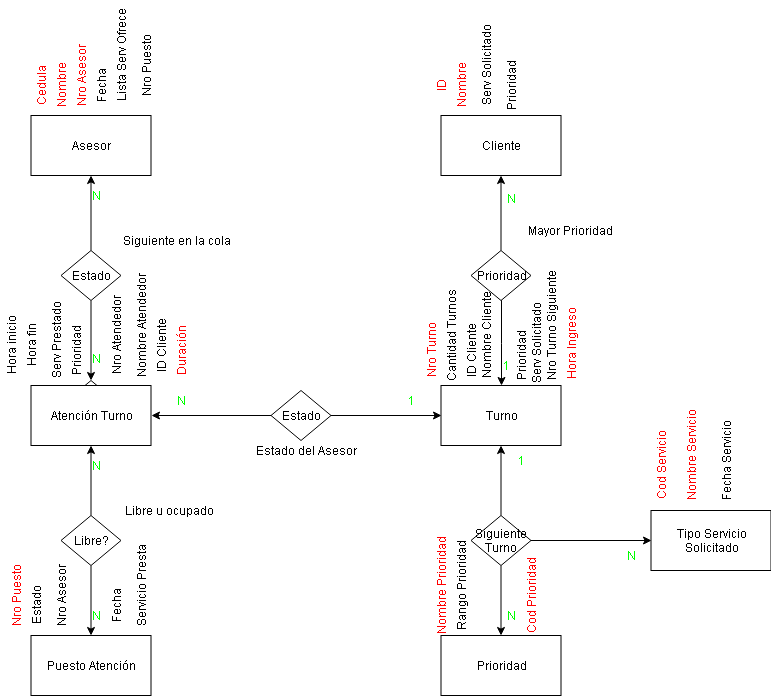 Cedula
Nombre
Nro Asesor
Fecha
Lista Serv Ofrece
Nro Puesto
Asesor
N
Siguiente en la cola
Estado
N
Hora inicio
Hora fin
Serv Prestado
Prioridad
Nro Atendedor
Nombre Atendedor
ID Cliente
Duración
Atención Turno
N
Libre u ocupado
Libre?
N
Nro Puesto
Estado
Nro Asesor
Fecha
Servicio Presta
Puesto Atención
N
Estado
1
Estado del Asesor
ID
Nombre
Serv Solicitado
Prioridad
Cliente
N
Mayor Prioridad
Prioridad
1
Nro Turno
Cantidad Turnos
ID Cliente
Nombre Cliente
Prioridad
Serv Solicitado
Nro Turno Siguiente
Hora Ingreso
Turno
1
Siguiente
Turno
N
N
Nombre Prioridad
Rango Prioridad
Cod Prioridad
Prioridad
Cod Servicio
Nombre Servicio
Fecha Servicio
Tipo Servicio
Solicitado